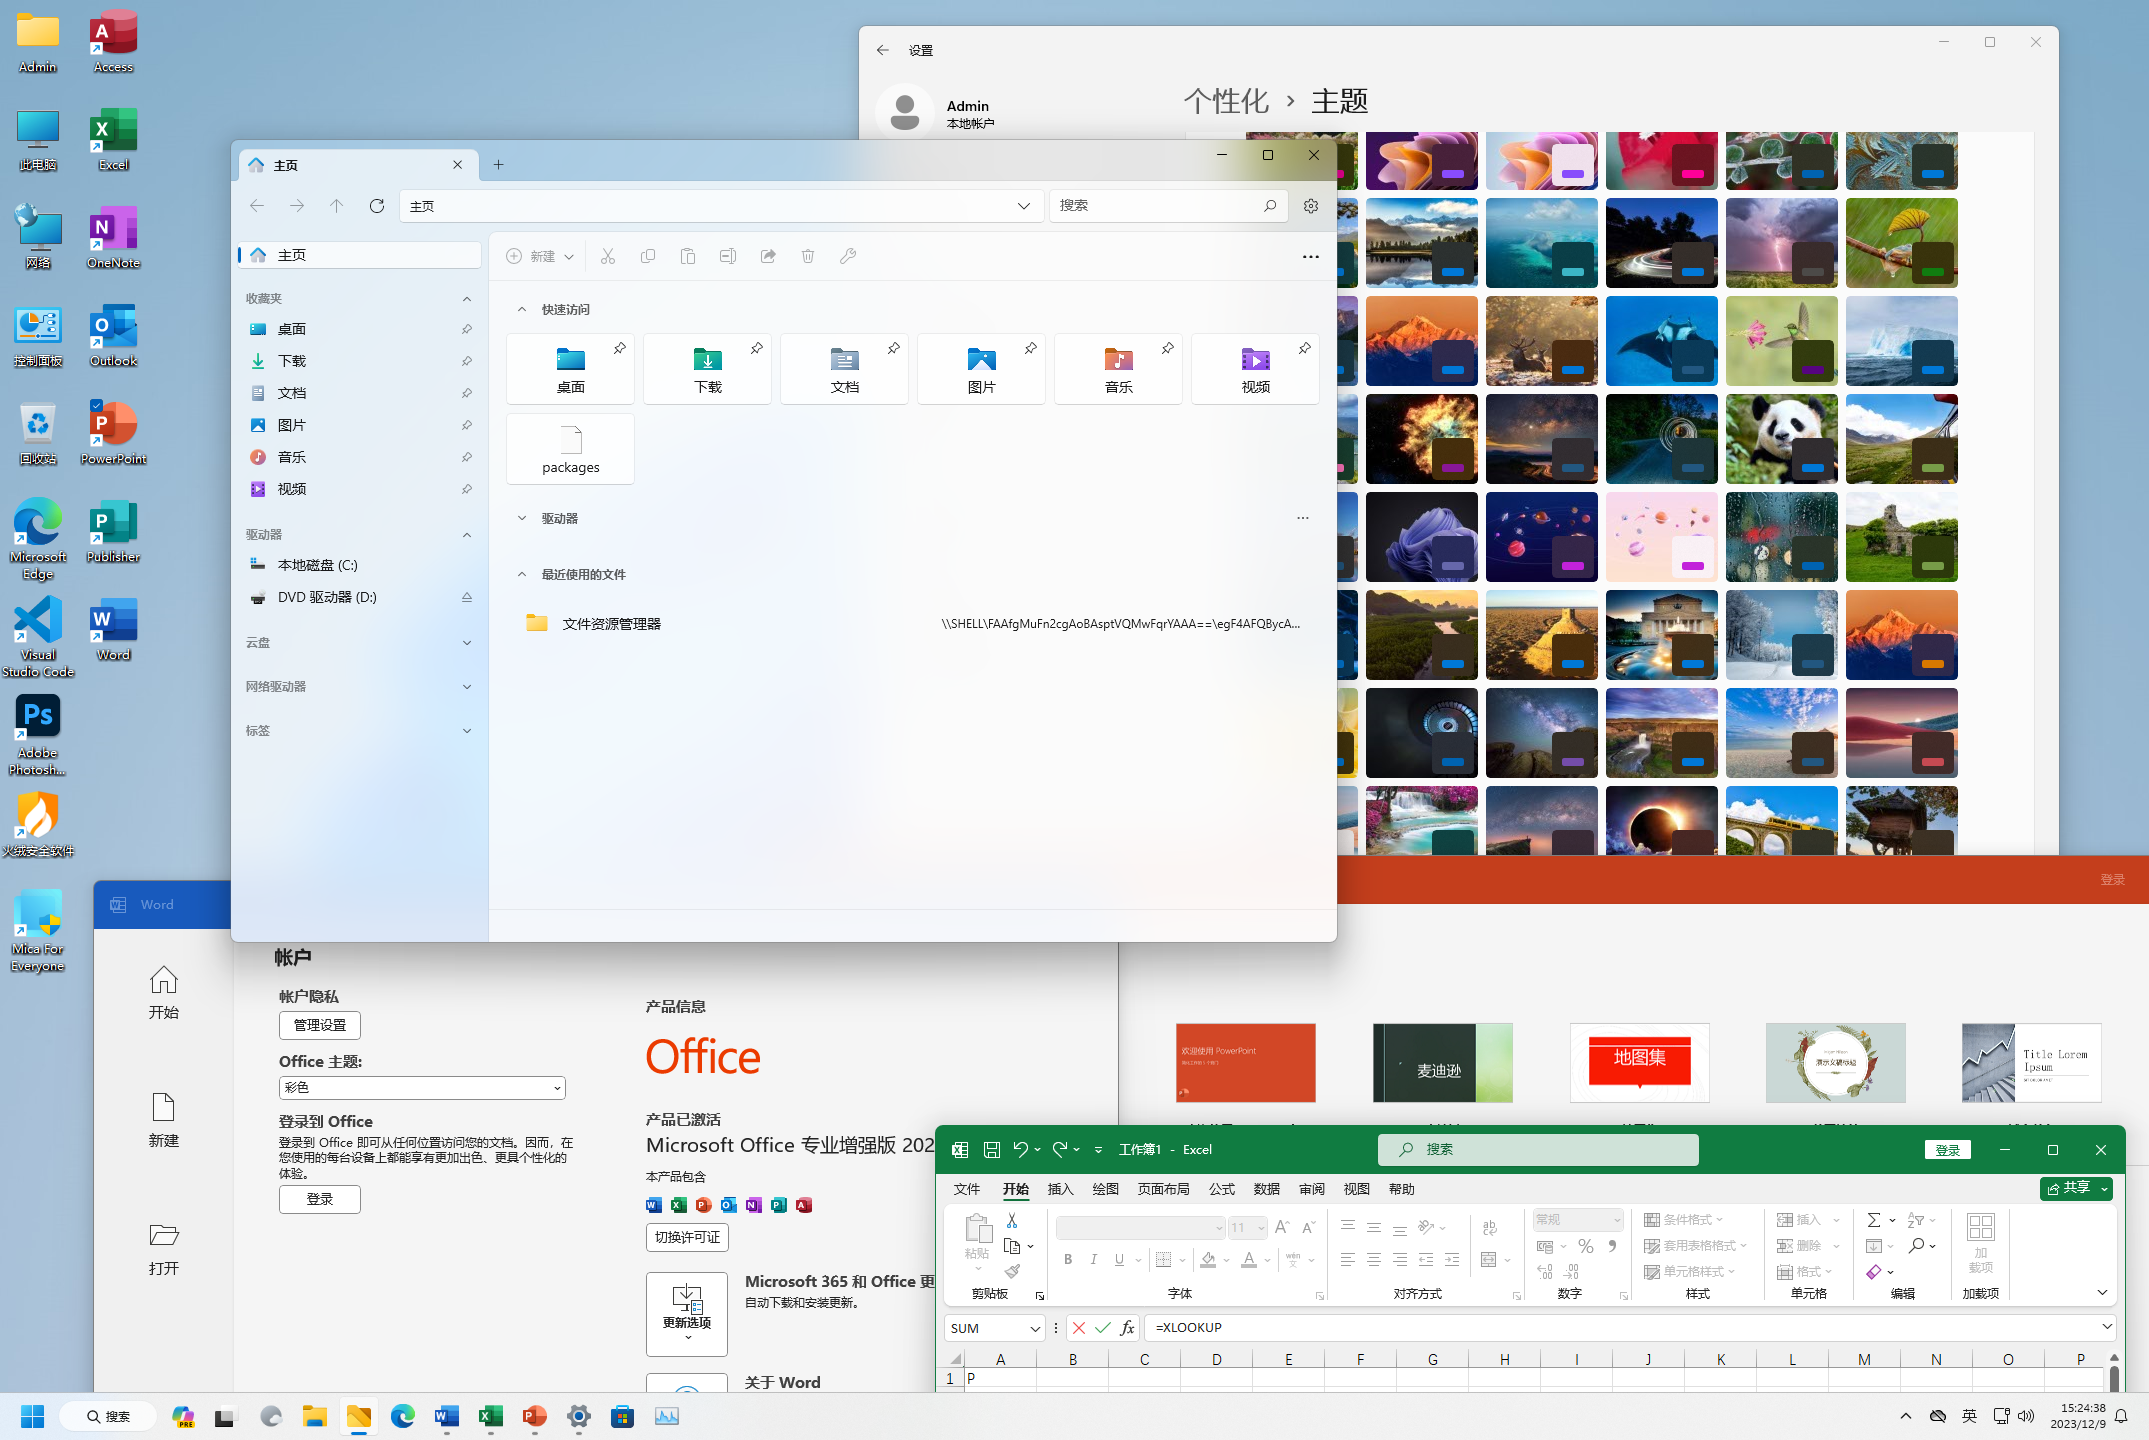 Admin
Access
此电脑
Excel
网络
OneNote
控制面板
Outlook
回收站
PowerPoint
Microsoft
Edge
Publisher
Visual
Studio Code
Word
Adobe
Photosh...
火绒安全软件
Mica For
Everyone
设置
Admin
本地帐户
个性化 › 主题
主页
主页
搜索
主页
收藏夹
桌面
下载
文档
图片
音乐
视频
驱动器
本地磁盘 (C:)
DVD 驱动器 (D:)
云盘
网络驱动器
标签
新建
快速访问
桌面
下载
文档
图片
音乐
视频
packages
驱动器
最近使用的文件
文件资源管理器
\\SHELL\FAAfgMuFn2cgAoBAsptVQMwFqrYAAA==\egF4AFQBycA...
Word
开始
新建
打开
帐户
帐户隐私
管理设置
Office 主题:
彩色
登录到 Office
登录到 Office 即可从任何位置访问您的文档。因而，在
您使用的每台设备上都能享有更加出色、更具个性化的
体验。
登录
产品信息
Office
产品已激活
Microsoft Office 专业增强版 202
本产品包含
切换许可证
更新选项
Microsoft 365 和 Office 更
自动下载和安装更新。
关于 Word
登录
欢迎使用 PowerPoint
麦迪逊
地图集
演示文稿标题
Title Lorem
Ipsum
工作簿1 - Excel
搜索
登录
文件 开始 插入 绘图 页面布局 公式 数据 审阅 视图 帮助
共享
粘贴
剪贴板
11
B I U A
wén
文
字体
ab
对齐方式
常规
%
数字
条件格式
套用表格格式
单元格样式
样式
插入
删除
格式
单元格
编辑
加
载项
加载项
SUM
fx
=XLOOKUP
A B C D E F G H I J K L M N O P
1 P
搜索
PRE
英
15:24:38
2023/12/9